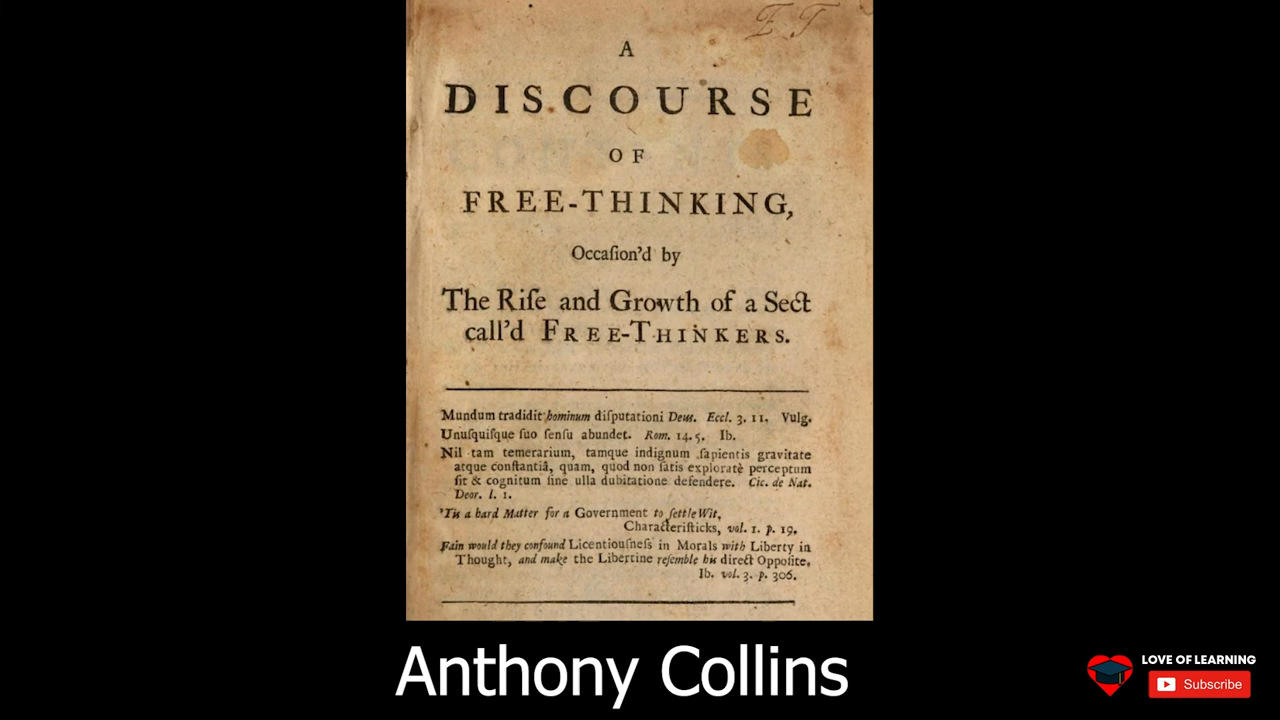 E T
A
DISCOURSE
OF
FREE-THINKING,
Occaſion'd by
The Riſe and Growth of a Sect
call'd FREE-THINKERS.
Mundum tradidit hominum diſputationi Deus. Eccl. 3. 11. Vulg.
Unuſquiſque ſuo ſenſu abundet. Rom. 14. 5. Ib.
Nil tam temerarium, tamque indignum ſapientis gravitate
atque conſtantiâ, quam, quod non ſatis exploratè perceptum
ſit & cognitum ſine ulla dubitatione defendere. Cic. de Nat.
Deor. l. 1.
'Tis a hard Matter for a Government to ſettle Wit,
Characteriſticks, vol. 1. p. 19.
Fain would they confound Licentiouſneſs in Morals with Liberty in
Thought, and make the Libertine reſemble his direct Oppoſite.
Ib. vol. 3. p. 306.
Anthony Collins
LOVE OF LEARNING
Subscribe